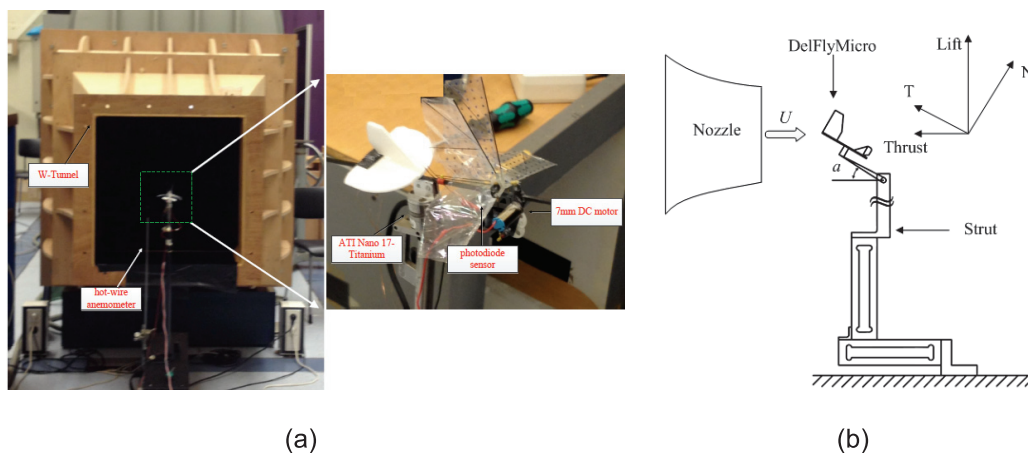 W-Tunnel
hot-wire
anemometer
ATI Nano 17-
Titanium
photodiode
sensor
7mm DC motor
(a)
DelFlyMicro
Nozzle
U
Lift
N
T
Thrust
a
Strut
(b)